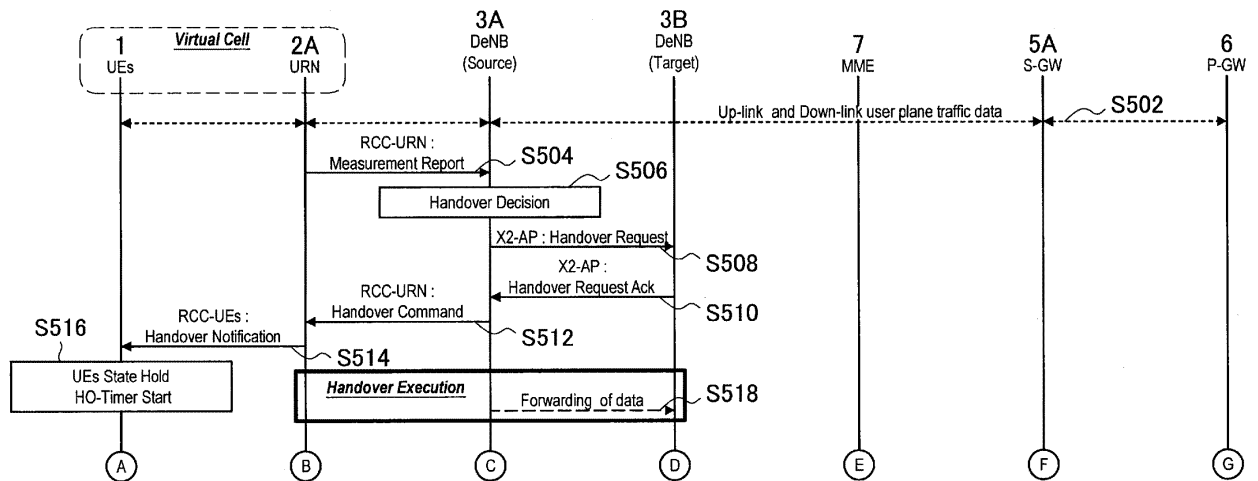 Virtual Cell
1
UEs
2A
URN
3A
DeNB
(Source)
3B
DeNB
(Target)
7
MME
5A
S-GW
6
P-GW
Up-link and Down-link user plane traffic data
S502
RCC-URN :
Measurement Report
S504
S506
Handover Decision
X2-AP : Handover Request
S508
X2-AP :
Handover Request Ack
S510
RCC-URN :
Handover Command
S512
RCC-UEs :
Handover Notification
S514
S516
UEs State Hold
HO-Timer Start
Handover Execution
Forwarding of data
S518
A
B
C
D
E
F
G